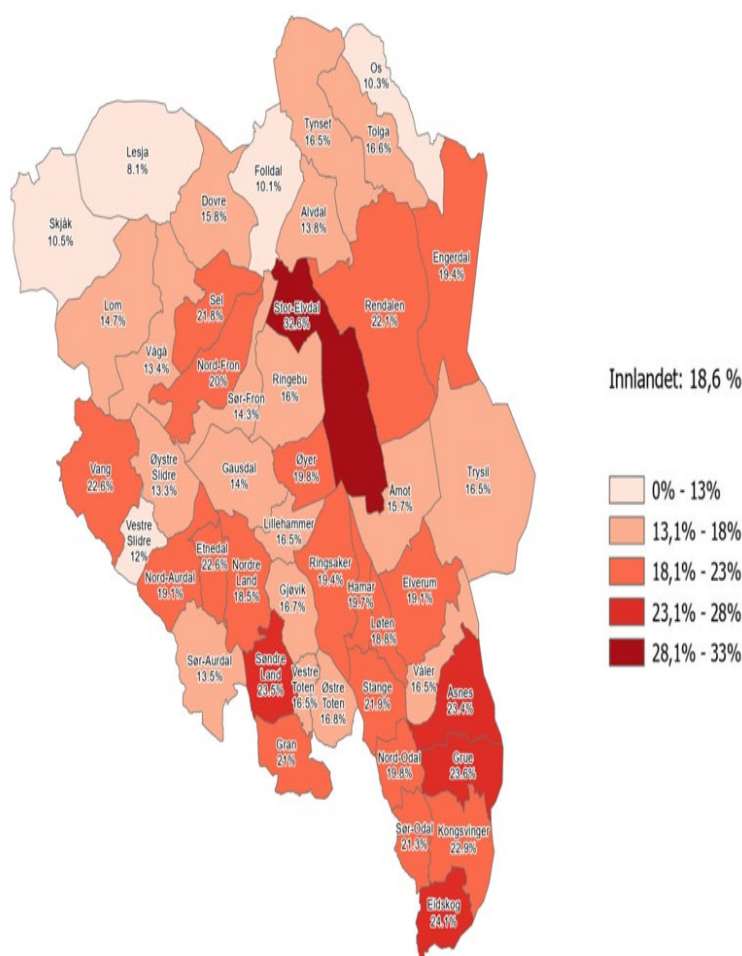 Os
10.3%
Tynset
16.5%
Tolga
16.6%
Lesja
8.1%
Folldal
10.1%
Dovre
15.8%
Alvdal
13.8%
Skjåk
10.5%
Engerdal
19.4%
Lom
14.7%
Sel
21.8%
Stor-Elvdal
32.6%
Rendalen
22.1%
Vågå
13.4%
Nord-Fron
20%
Ringebu
16%
Sør-Fron
14.3%
Innlandet: 18,6 %
Vang
22.6%
Øystre
Slidre
13.3%
Gausdal
14%
Øyer
19.8%
Åmot
15.7%
Trysil
16.5%
0% - 13%
13,1% - 18%
18,1% - 23%
23,1% - 28%
28,1% - 33%
Vestre
Slidre
12%
Etnedal
22.6%
Lillehammer
16.5%
Nord-Aurdal
19.1%
Nordre
Land
18.5%
Gjøvik
16.7%
Ringsaker
19.4%
Hamar
19.7%
Elverum
19.1%
Løten
18.8%
Sør-Aurdal
13.5%
Søndre
Land
23.5%
Vestre
Toten
16.5%
Østre
Toten
16.8%
Stange
21.9%
Våler
16.5%
Åsnes
23.4%
Gran
21%
Nord-Odal
19.8%
Grue
23.6%
Sør-Odal
21.3%
Kongsvinger
22.9%
Eidskog
24.1%